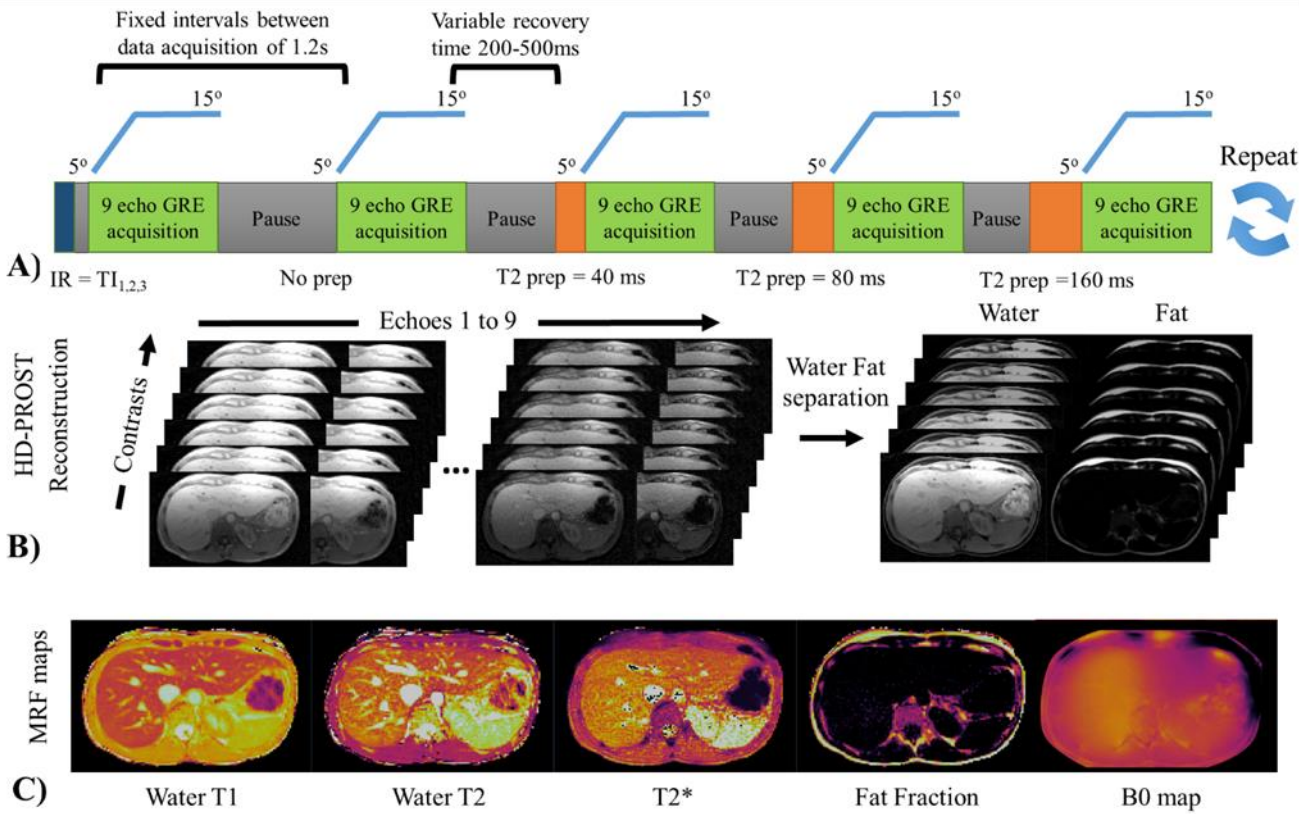 Fixed intervals between
data acquisition of 1.2s
Variable recovery
time 200-500ms
15º
15º
15º
15º
15º
5º
5º
5º
5º
5º
Repeat
9 echo GRE
acquisition
Pause
9 echo GRE
acquisition
Pause
9 echo GRE
acquisition
Pause
9 echo GRE
acquisition
Pause
9 echo GRE
acquisition
A)
IR = TI1,2,3
No prep
T2 prep = 40 ms
T2 prep = 80 ms
T2 prep =160 ms
Echoes 1 to 9
Water
Fat
HD-PROST
Reconstruction
Contrasts
Water Fat
separation
...
B)
MRF maps
C)
Water T1
Water T2
T2*
Fat Fraction
B0 map